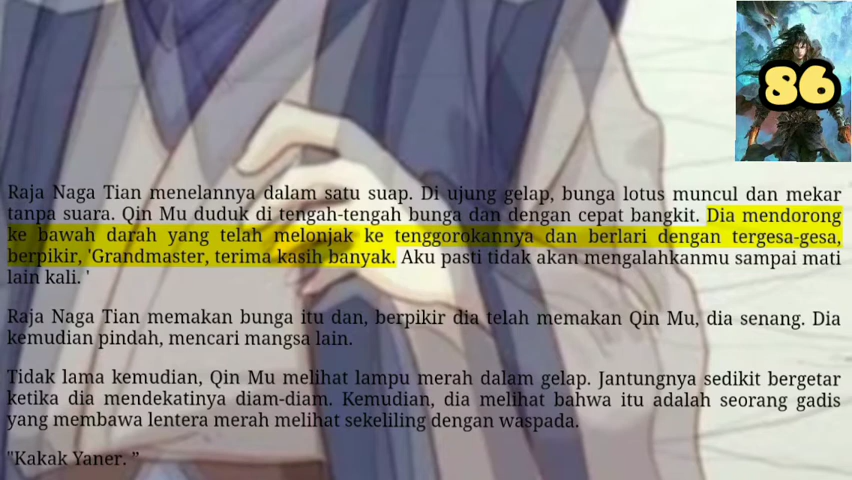 86
Raja Naga Tian menelannya dalam satu suap. Di ujung gelap, bunga lotus muncul dan mekar
tanpa suara. Qin Mu duduk di tengah-tengah bunga dan dengan cepat bangkit. Dia mendorong
ke bawah darah yang telah melonjak ke tenggorokannya dan berlari dengan tergesa-gesa,
berpikir, 'Grandmaster, terima kasih banyak. Aku pasti tidak akan mengalahkanmu sampai mati
lain kali. '
Raja Naga Tian memakan bunga itu dan, berpikir dia telah memakan Qin Mu, dia senang. Dia
kemudian pindah, mencari mangsa lain.
Tidak lama kemudian, Qin Mu melihat lampu merah dalam gelap. Jantungnya sedikit bergetar
ketika dia mendekatinya diam-diam. Kemudian, dia melihat bahwa itu adalah seorang gadis
yang membawa lentera merah melihat sekeliling dengan waspada.
"Kakak Yaner. ”